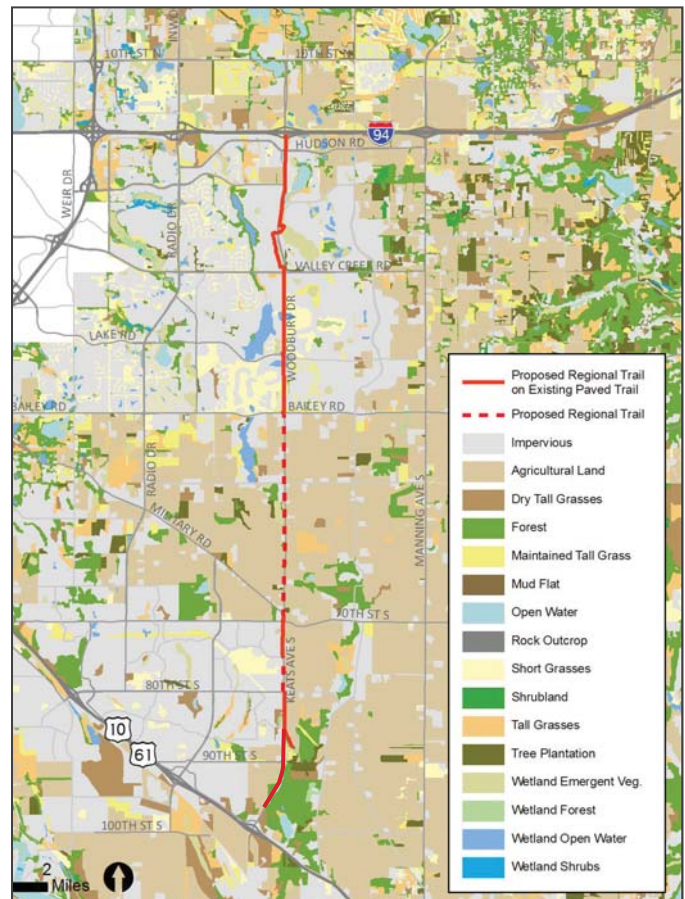 INWO
10TH ST N
10TH ST N
94
HUDSON RD
WEIR DR
RADIO DR
VALLEY CREEK RD
WOODBURY DR
LAKE RD
BAILEY RD
BAILEY RD
RADIO DR
MILITARY RD
MANNING AVE S
70TH ST S
KEATS AVE S
80TH ST S
10
61
90TH ST S
100TH ST S
2
Miles
Proposed Regional Trail
on Existing Paved Trail
Proposed Regional Trail
Impervious
Agricultural Land
Dry Tall Grasses
Forest
Maintained Tall Grass
Mud Flat
Open Water
Rock Outcrop
Short Grasses
Shrubland
Tall Grasses
Tree Plantation
Wetland Emergent Veg.
Wetland Forest
Wetland Open Water
Wetland Shrubs